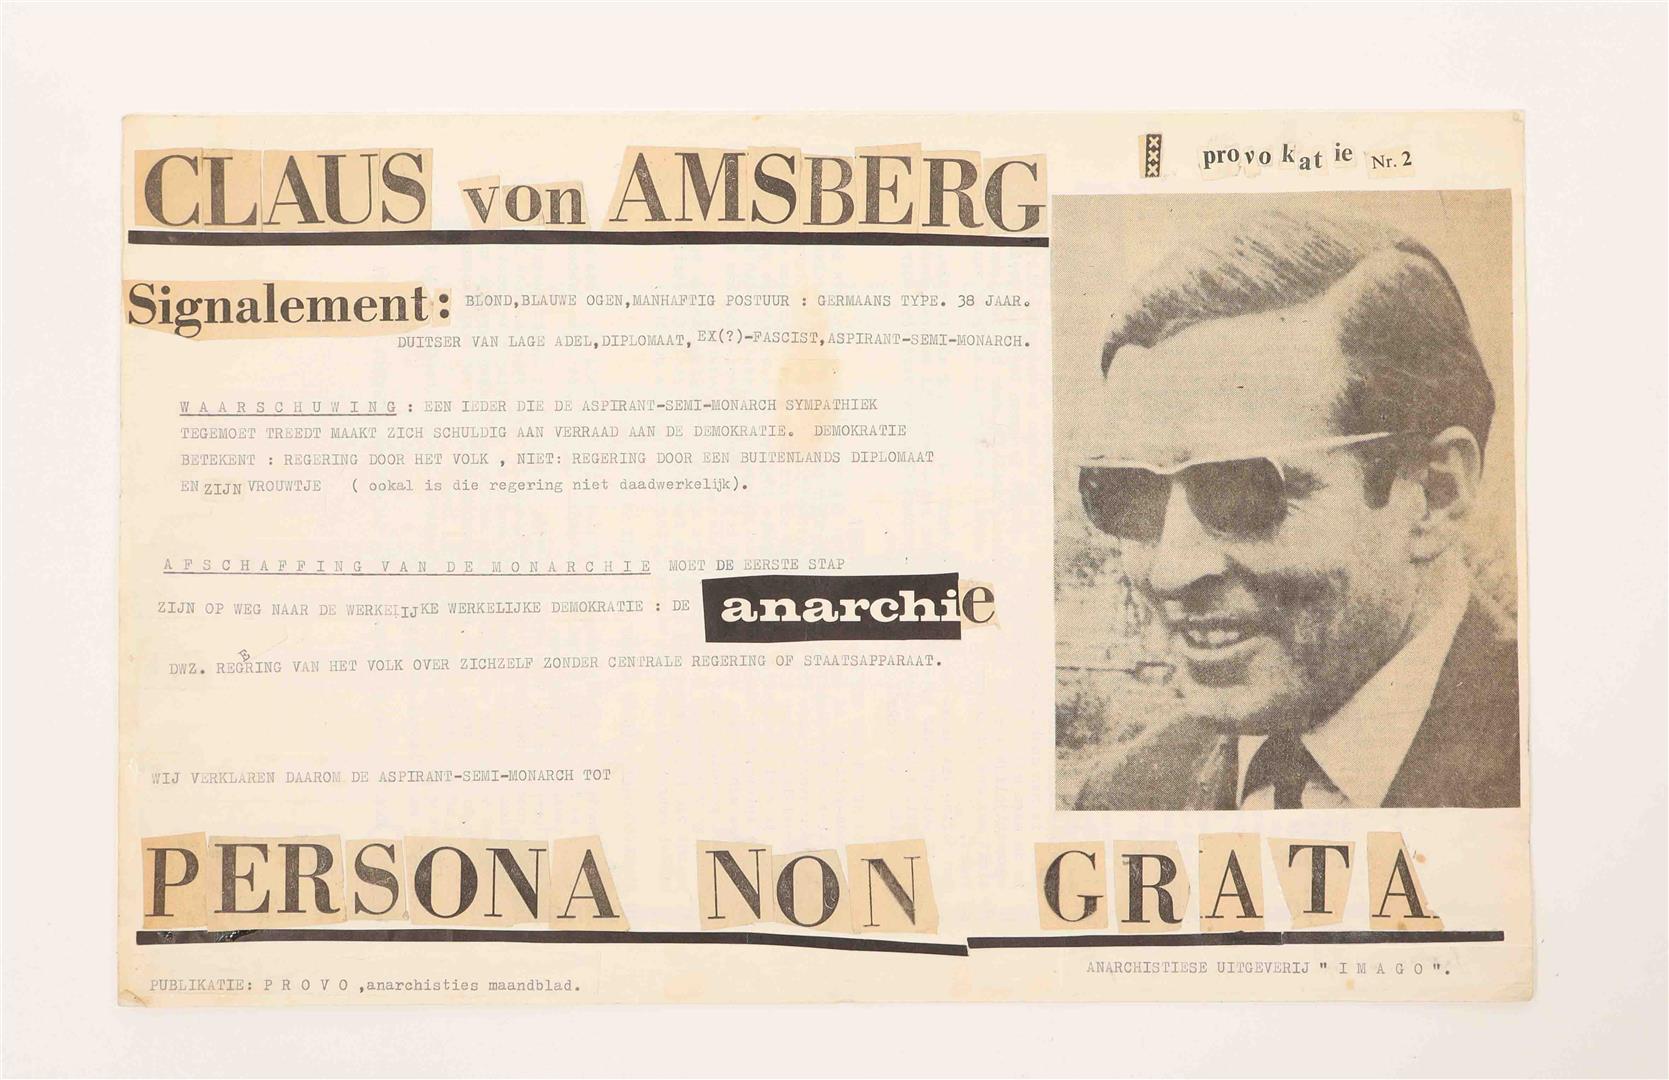 CLAUS von AMSBERG
XXX provokatie Nr. 2
Signalement: BLOND,BLAUWE OGEN,MANHAFTIG POSTUUR : GERMAANS TYPE. 38 JAAR.
DUITSER VAN LAGE ADEL,DIPLOMAAT,EX(?)-FASCIST,ASPIRANT-SEMI-MONARCH.
WAARSCHUWING : EEN IEDER DIE DE ASPIRANT-SEMI-MONARCH SYMPATHIEK
TEGEMOET TREEDT MAAKT ZICH SCHULDIG AAN VERRAAD AAN DE DEMOKRATIE. DEMOKRATIE
BETEKENT : REGERING DOOR HET VOLK , NIET: REGERING DOOR EEN BUITENLANDS DIPLOMAAT
EN ZIJN VROUWTJE ( ookal is die regering niet daadwerkelijk).
AFSCHAFFING VAN DE MONARCHIE MOET DE EERSTE STAP
ZIJN OP WEG NAAR DE WERKELIJKE WERKELIJKE DEMOKRATIE : DE anarchie
DWZ. REGEERING VAN HET VOLK OVER ZICHZELF ZONDER CENTRALE REGERING OF STAATSAPPARAAT.
WIJ VERKLAREN DAAROM DE ASPIRANT-SEMI-MONARCH TOT
PERSONA NON GRATA
ANARCHISTIESE UITGEVERIJ " I M A G O ".
PUBLIKATIE: P R O V O ,anarchisties maandblad.